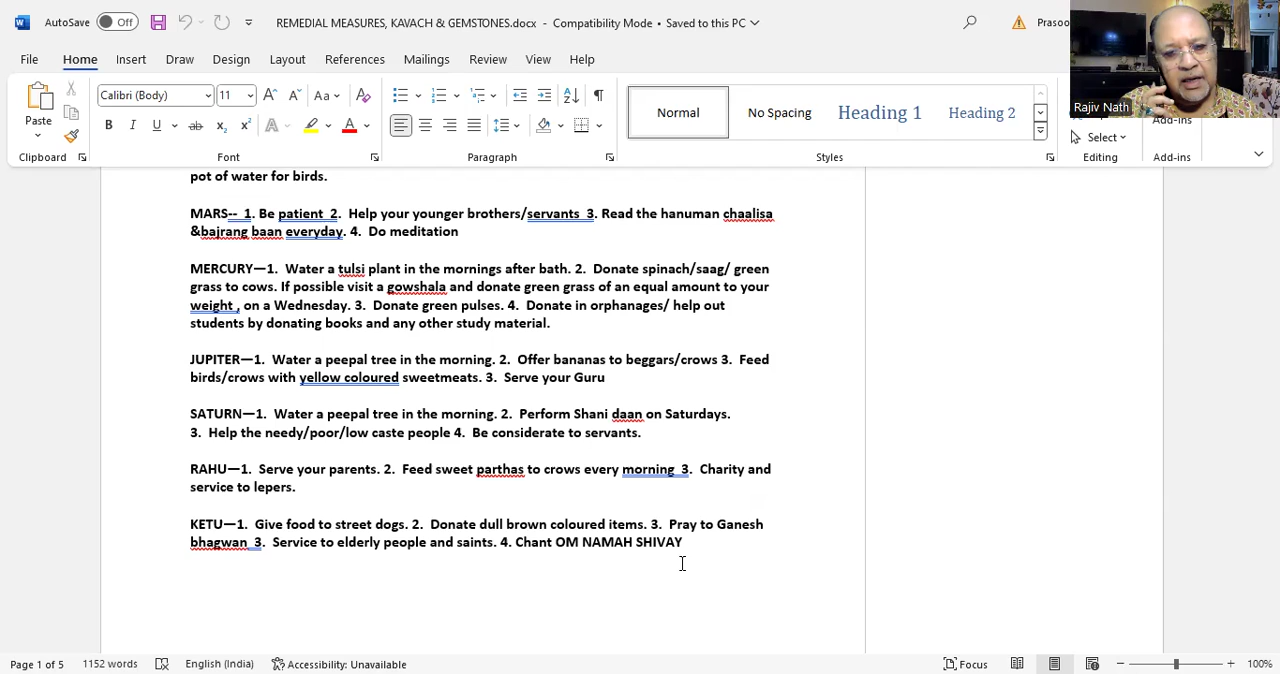 AutoSave Off REMEDIAL MEASURES, KAVACH & GEMSTONES.docx - Compatibility Mode • Saved to this PC
File Home Insert Draw Design Layout References Mailings Review View Help
Rajiv Nath
Paste
Calibri (Body) 11
Normal No Spacing Heading 1 Heading 2
Select
Add-ins
Clipboard Font Paragraph Styles Editing Add-ins
pot of water for birds.
MARS-- 1. Be patient 2. Help your younger brothers/servants 3. Read the hanuman chaalisa
&bajrang baan everyday. 4. Do meditation
MERCURY—1. Water a tulsi plant in the mornings after bath. 2. Donate spinach/saag/ green
grass to cows. If possible visit a gowshala and donate green grass of an equal amount to your
weight , on a Wednesday. 3. Donate green pulses. 4. Donate in orphanages/ help out
students by donating books and any other study material.
JUPITER—1. Water a peepal tree in the morning. 2. Offer bananas to beggars/crows 3. Feed
birds/crows with yellow coloured sweetmeats. 3. Serve your Guru
SATURN—1. Water a peepal tree in the morning. 2. Perform Shani daan on Saturdays.
3. Help the needy/poor/low caste people 4. Be considerate to servants.
RAHU—1. Serve your parents. 2. Feed sweet parthas to crows every morning 3. Charity and
service to lepers.
KETU—1. Give food to street dogs. 2. Donate dull brown coloured items. 3. Pray to Ganesh
bhagwan 3. Service to elderly people and saints. 4. Chant OM NAMAH SHIVAY
Page 1 of 5 1152 words English (India) Accessibility: Unavailable Focus 100%